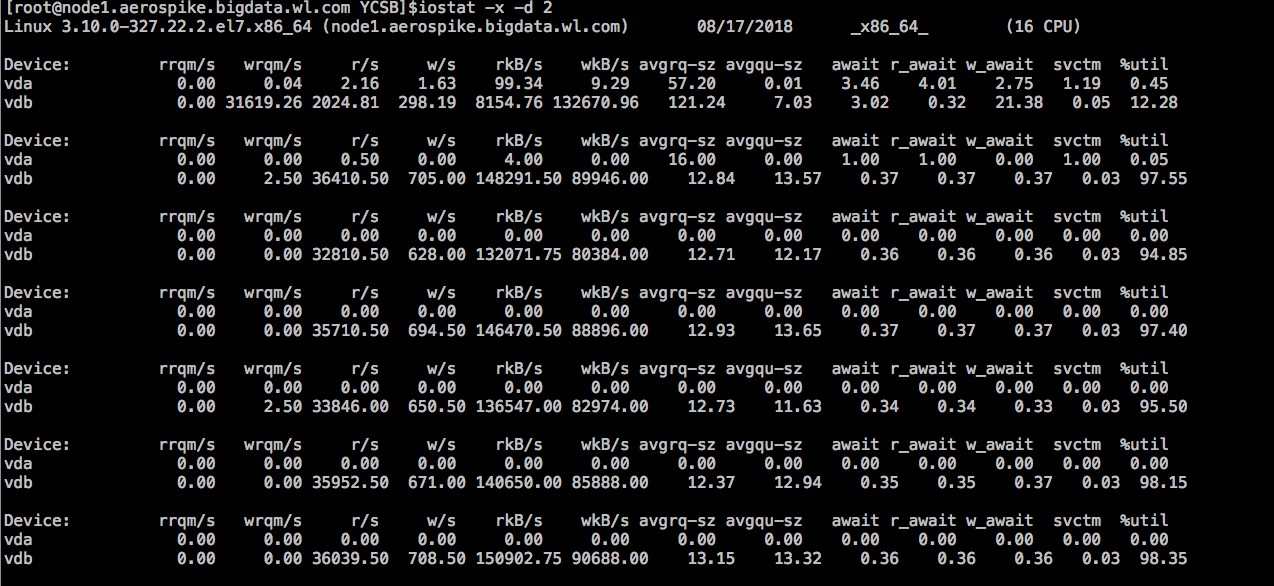 [root@node1.aerospike.bigdata.wl.com YCSB]$iostat -x -d 2
Linux 3.10.0-327.22.2.el7.x86_64 (node1.aerospike.bigdata.wl.com) 08/17/2018 _x86_64_ (16 CPU)
Device: rrqm/s wrqm/s r/s w/s rkB/s wkB/s avgrq-sz avgqu-sz await r_await w_await svctm %util
vda 0.00 0.04 2.16 1.63 99.34 9.29 57.20 0.01 3.46 4.01 2.75 1.19 0.45
vdb 0.00 31619.26 2024.81 298.19 8154.76 132670.96 121.24 7.03 3.02 0.32 21.38 0.05 12.28
Device: rrqm/s wrqm/s r/s w/s rkB/s wkB/s avgrq-sz avgqu-sz await r_await w_await svctm %util
vda 0.00 0.00 0.50 0.00 4.00 0.00 16.00 0.00 1.00 1.00 0.00 1.00 0.05
vdb 0.00 2.50 36410.50 705.00 148291.50 89946.00 12.84 13.57 0.37 0.37 0.37 0.03 97.55
Device: rrqm/s wrqm/s r/s w/s rkB/s wkB/s avgrq-sz avgqu-sz await r_await w_await svctm %util
vda 0.00 0.00 0.00 0.00 0.00 0.00 0.00 0.00 0.00 0.00 0.00 0.00 0.00
vdb 0.00 0.00 32810.50 628.00 132071.75 80384.00 12.71 12.17 0.36 0.36 0.36 0.03 94.85
Device: rrqm/s wrqm/s r/s w/s rkB/s wkB/s avgrq-sz avgqu-sz await r_await w_await svctm %util
vda 0.00 0.00 0.00 0.00 0.00 0.00 0.00 0.00 0.00 0.00 0.00 0.00 0.00
vdb 0.00 0.00 35710.50 694.50 146470.50 88896.00 12.93 13.65 0.37 0.37 0.37 0.03 97.40
Device: rrqm/s wrqm/s r/s w/s rkB/s wkB/s avgrq-sz avgqu-sz await r_await w_await svctm %util
vda 0.00 0.00 0.00 0.00 0.00 0.00 0.00 0.00 0.00 0.00 0.00 0.00 0.00
vdb 0.00 2.50 33846.00 650.50 136547.00 82974.00 12.73 11.63 0.34 0.34 0.33 0.03 95.50
Device: rrqm/s wrqm/s r/s w/s rkB/s wkB/s avgrq-sz avgqu-sz await r_await w_await svctm %util
vda 0.00 0.00 0.00 0.00 0.00 0.00 0.00 0.00 0.00 0.00 0.00 0.00 0.00
vdb 0.00 0.00 35952.50 671.00 140650.00 85888.00 12.37 12.94 0.35 0.35 0.37 0.03 98.15
Device: rrqm/s wrqm/s r/s w/s rkB/s wkB/s avgrq-sz avgqu-sz await r_await w_await svctm %util
vda 0.00 0.00 0.00 0.00 0.00 0.00 0.00 0.00 0.00 0.00 0.00 0.00 0.00
vdb 0.00 0.00 36039.50 708.50 150902.75 90688.00 13.15 13.32 0.36 0.36 0.36 0.03 98.35